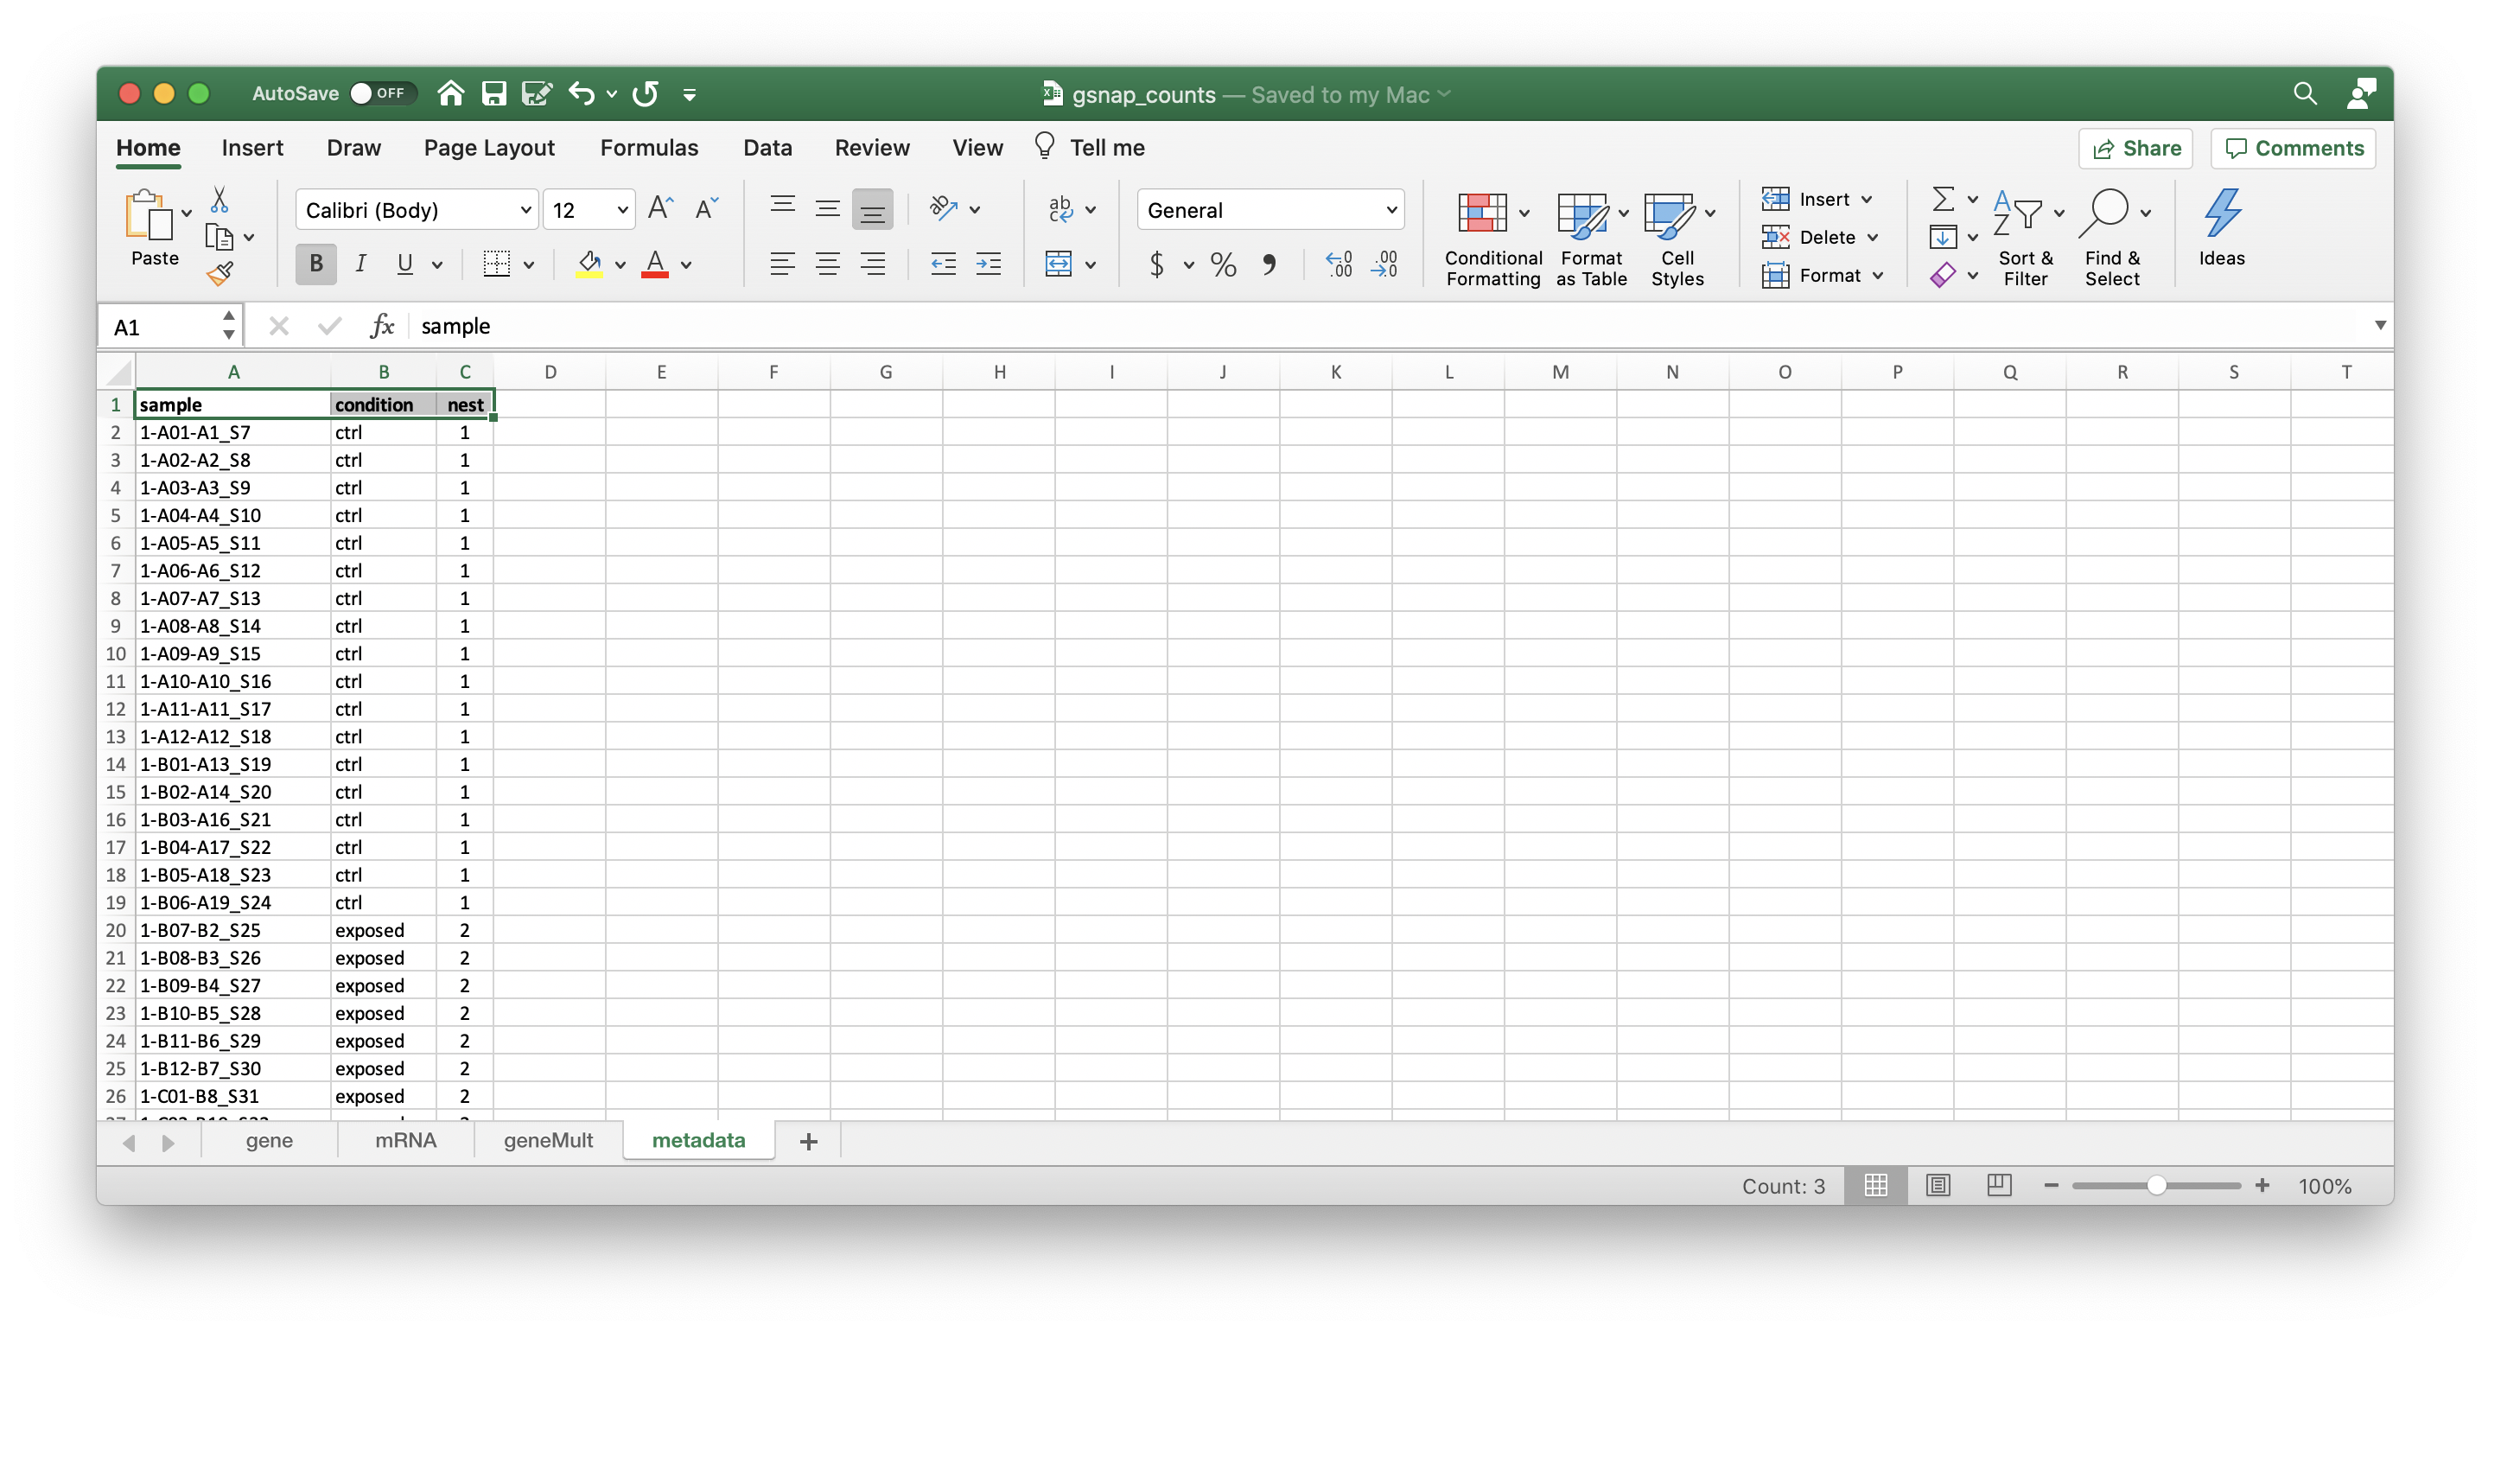 AutoSave OFF gsnap_counts — Saved to my Mac
Home Insert Draw Page Layout Formulas Data Review View Tell me Share Comments
Paste Calibri (Body) 12 General Conditional Formatting Format as Table Cell Styles Insert Delete Format Sort & Filter Find & Select Ideas
A1 fx sample
A B C D E F G H I J K L M N O P Q R S T
1 sample condition nest
2 1-A01-A1_S7 ctrl 1
3 1-A02-A2_S8 ctrl 1
4 1-A03-A3_S9 ctrl 1
5 1-A04-A4_S10 ctrl 1
6 1-A05-A5_S11 ctrl 1
7 1-A06-A6_S12 ctrl 1
8 1-A07-A7_S13 ctrl 1
9 1-A08-A8_S14 ctrl 1
10 1-A09-A9_S15 ctrl 1
11 1-A10-A10_S16 ctrl 1
12 1-A11-A11_S17 ctrl 1
13 1-A12-A12_S18 ctrl 1
14 1-B01-A13_S19 ctrl 1
15 1-B02-A14_S20 ctrl 1
16 1-B03-A16_S21 ctrl 1
17 1-B04-A17_S22 ctrl 1
18 1-B05-A18_S23 ctrl 1
19 1-B06-A19_S24 ctrl 1
20 1-B07-B2_S25 exposed 2
21 1-B08-B3_S26 exposed 2
22 1-B09-B4_S27 exposed 2
23 1-B10-B5_S28 exposed 2
24 1-B11-B6_S29 exposed 2
25 1-B12-B7_S30 exposed 2
26 1-C01-B8_S31 exposed 2
gene mRNA geneMult metadata +
Count: 3 100%